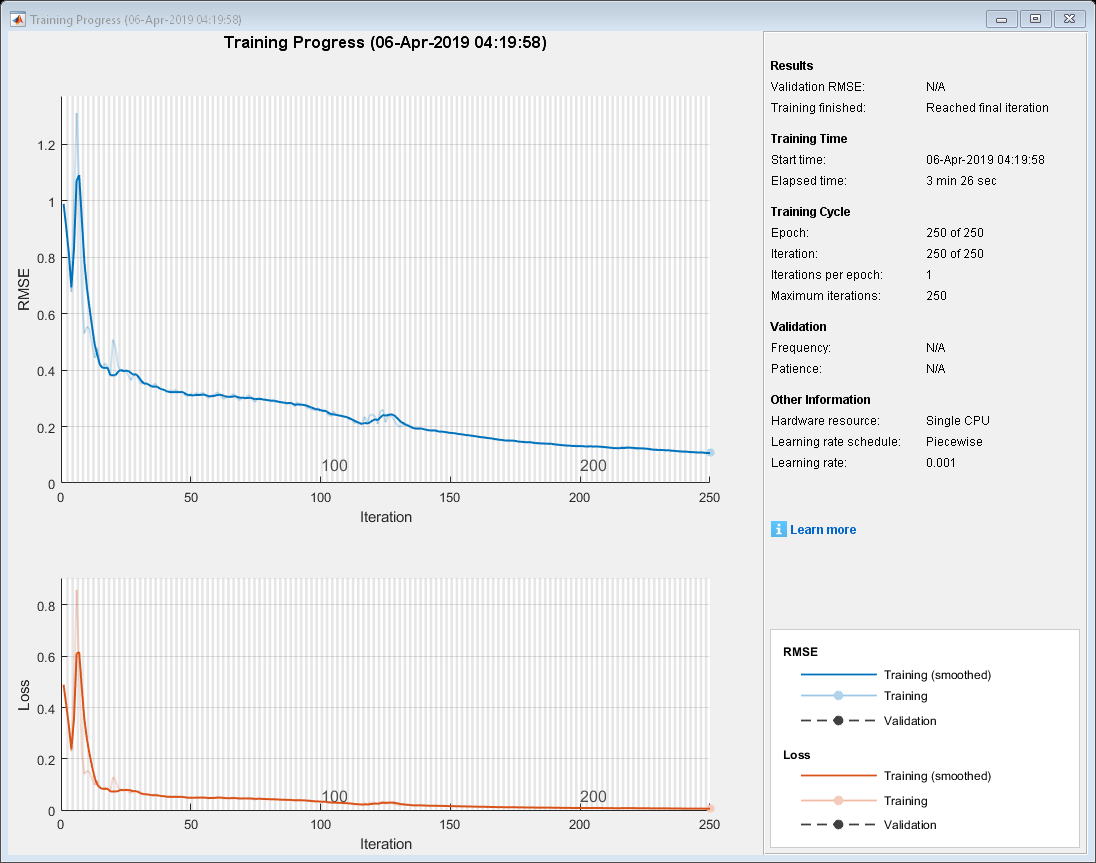 Training Progress (06-Apr-2019 04:19:58)
Training Progress (06-Apr-2019 04:19:58)
RMSE
1.2
1
0.8
0.6
0.4
0.2
0
100
200
0 50 100 150 200 250
Iteration
Loss
0.8
0.6
0.4
0.2
0
100
200
0 50 100 150 200 250
Iteration
Results
Validation RMSE: N/A
Training finished: Reached final iteration
Training Time
Start time: 06-Apr-2019 04:19:58
Elapsed time: 3 min 26 sec
Training Cycle
Epoch: 250 of 250
Iteration: 250 of 250
Iterations per epoch: 1
Maximum iterations: 250
Validation
Frequency: N/A
Patience: N/A
Other Information
Hardware resource: Single CPU
Learning rate schedule: Piecewise
Learning rate: 0.001
i Learn more
RMSE
Training (smoothed)
Training
Validation
Loss
Training (smoothed)
Training
Validation